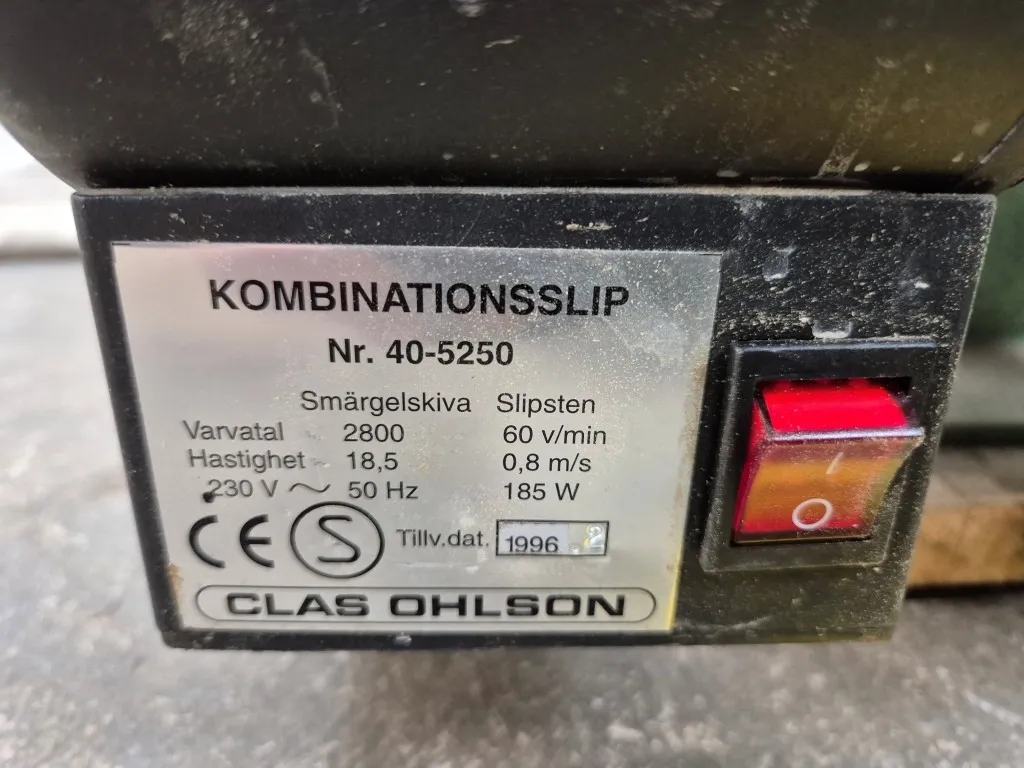 KOMBINATIONSSLIP
Nr. 40-5250
Smärgelskiva Slipsten
Varvatal 2800 60 v/min
Hastighet 18,5 0,8 m/s
230 V ~ 50 Hz 185 W
CE S Tillv.dat. 1996 . 2
CLAS OHLSON
I
O